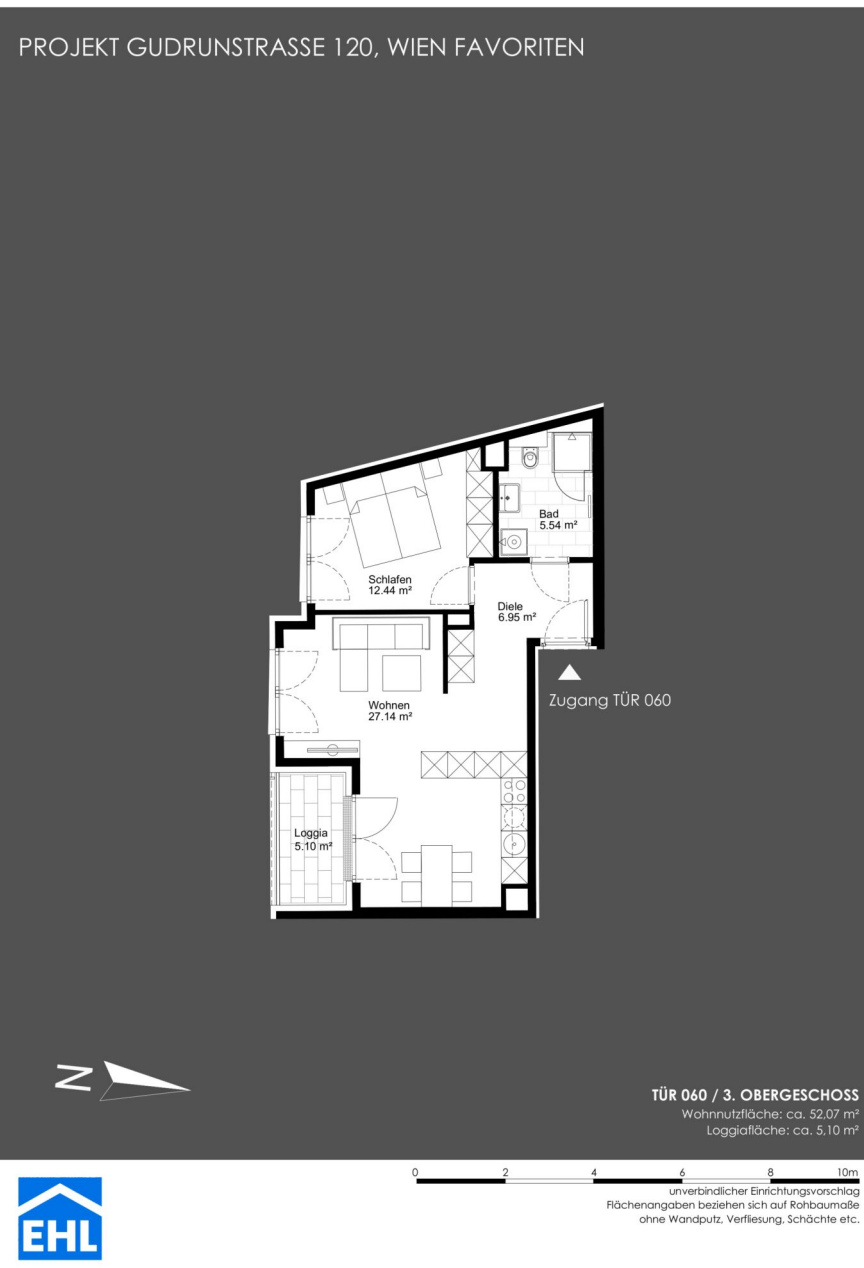 PROJEKT GUDRUNSTRASSE 120, WIEN FAVORITEN
Bad
5.54 m²
Schlafen
12.44 m²
Diele
6.95 m²
Zugang TÜR 060
Wohnen
27.14 m²
Loggia
5.10 m²
N
TÜR 060 / 3. OBERGESCHOSS
Wohnnutzfläche: ca. 52,07 m²
Loggiafläche: ca. 5,10 m²
0 2 4 6 8 10m
unverbindlicher Einrichtungsvorschlag
Flächenangaben beziehen sich auf Rohbaumaße
ohne Wandputz, Verfliesung, Schächte etc.
EHL